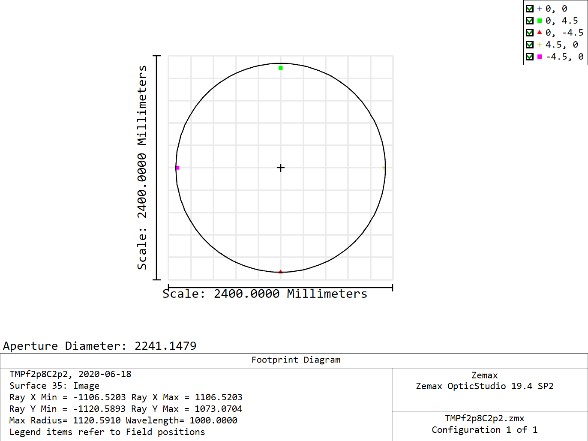 + 0, 0
0, 4.5
0, -4.5
4.5, 0
-4.5, 0
Scale: 2400.0000 Millimeters
Scale: 2400.0000 Millimeters
Aperture Diameter: 2241.1479
Footprint Diagram
TMPf2p8C2p2, 2020-06-18
Surface 35: Image
Ray X Min = -1106.5203 Ray X Max = 1106.5203
Ray Y Min = -1120.5893 Ray Y Max = 1073.0704
Max Radius= 1120.5910 Wavelength= 1000.0000
Legend items refer to Field positions
Zemax
Zemax OpticStudio 19.4 SP2
TMPf2p8C2p2.zmx
Configuration 1 of 1